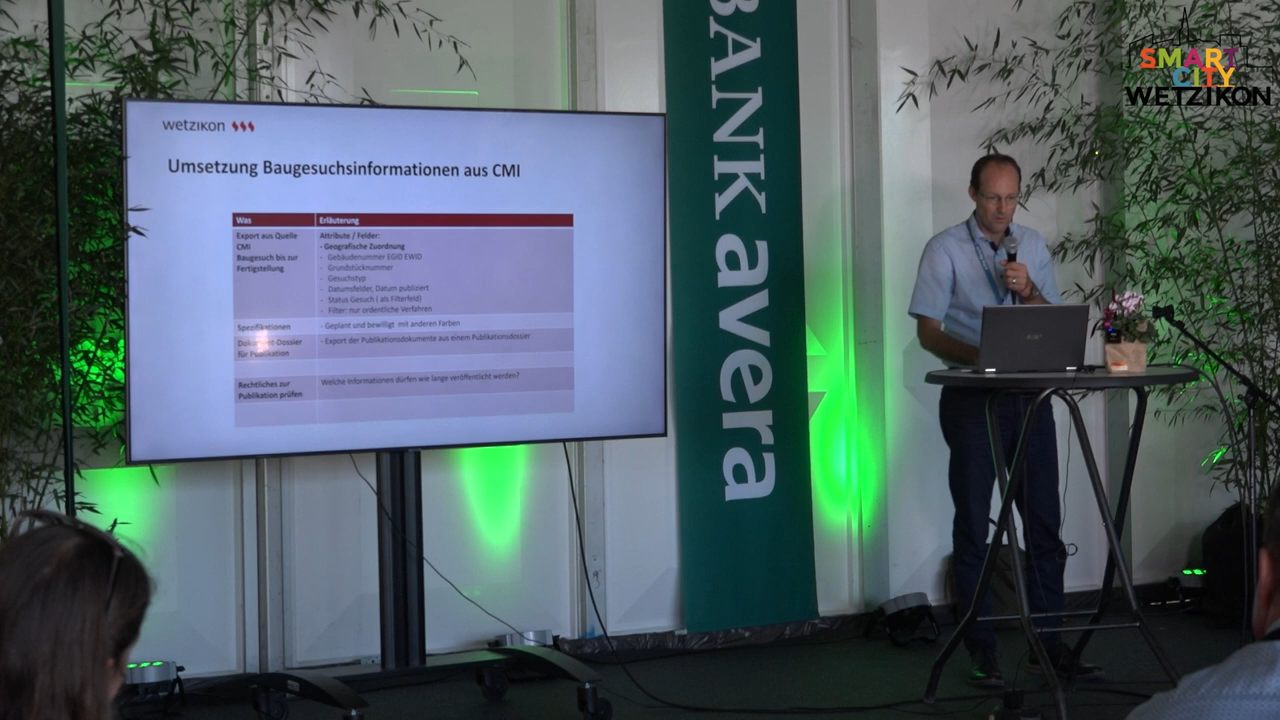 wetzikon
Umsetzung Baugesuchsinformationen aus CMI
Was Erläuterung
Export aus Quelle
CMI
Baugesuch bis zur
Fertigstellung
Attribute / Felder:
- Geografische Zuordnung
- Gebäudenummer EGID EWID
- Grundstücknummer
- Gesuchstyp
- Datumsfelder, Datum publiziert
- Status Gesuch ( als Filterfeld)
- Filter: nur ordentliche Verfahren
Spezifikationen
- Geplant und bewilligt mit anderen Farben
Dokument-Dossier
für Publikation
- Export der Publikationsdokumente aus einem Publikationsdossier
Rechtliches zur
Publikation prüfen
Welche Informationen dürfen wie lange veröffentlicht werden?
BANK avera
SMART
CITY
WETZIKON
acer